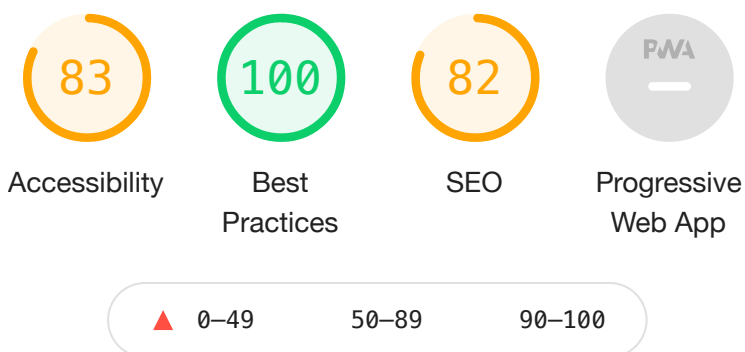 83
100
82
PWA
Accessibility
Best
Practices
SEO
Progressive
Web App
0–49
50–89
90–100